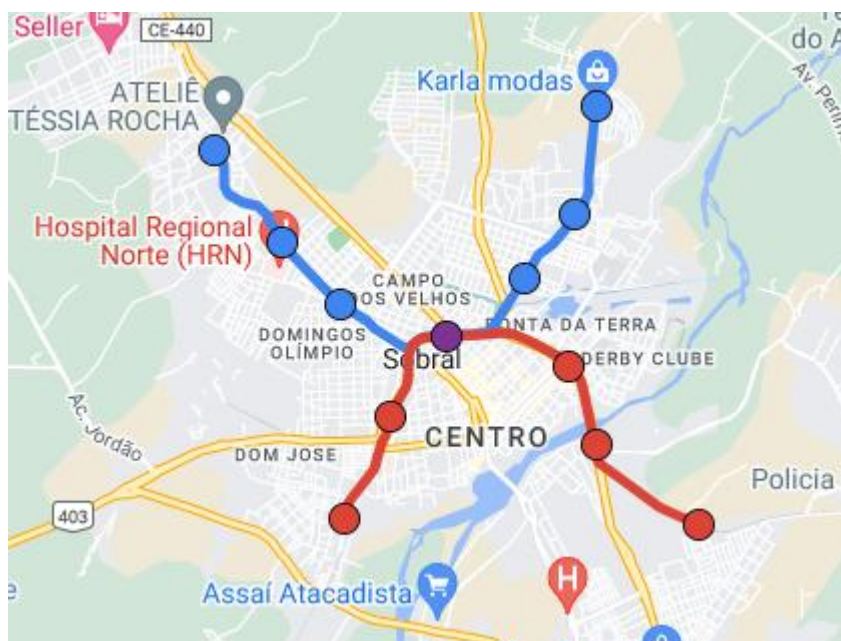 Seller
CE-440
ATELIÊ
TÉSSIA ROCHA
Karla modas
do A
Av. Perim
Hospital Regional
Norte (HRN)
CAMPO
DOS VELHOS
DOMINGOS
OLÍMPIO
PONTA DA TERRA
Sobral
DERBY CLUBE
Ac. Jordão
CENTRO
DOM JOSE
Policia
403
Assaí Atacadista
H
e